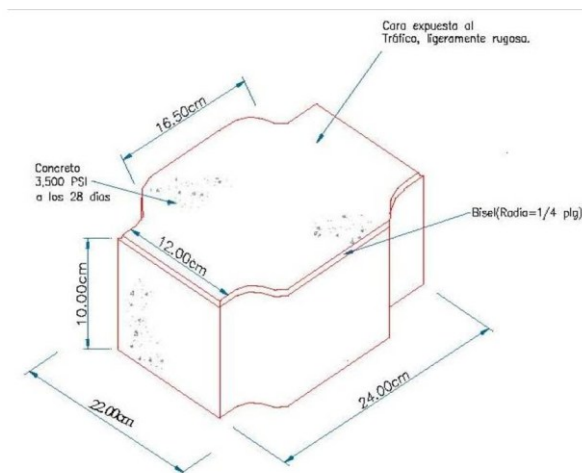 Cara expuesta al
Tráfico, ligeramente rugosa.
16.50cm
Concreto
3,500 PSI
a los 28 dias
Bisel(Radio=1/4 plg)
12.00cm
10.00cm
22.00cm
24.00cm